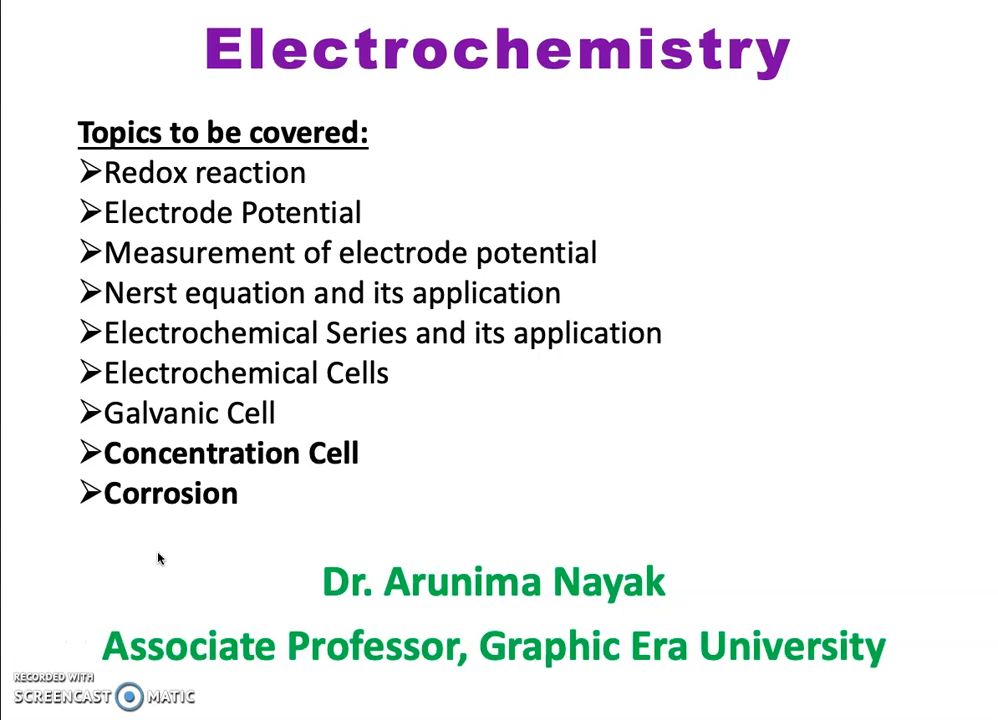 Electrochemistry
Topics to be covered:
➢Redox reaction
➢Electrode Potential
➢Measurement of electrode potential
➢Nerst equation and its application
➢Electrochemical Series and its application
➢Electrochemical Cells
➢Galvanic Cell
➢Concentration Cell
➢Corrosion
Dr. Arunima Nayak
Associate Professor, Graphic Era University
RECORDED WITH
SCREENCAST MATIC